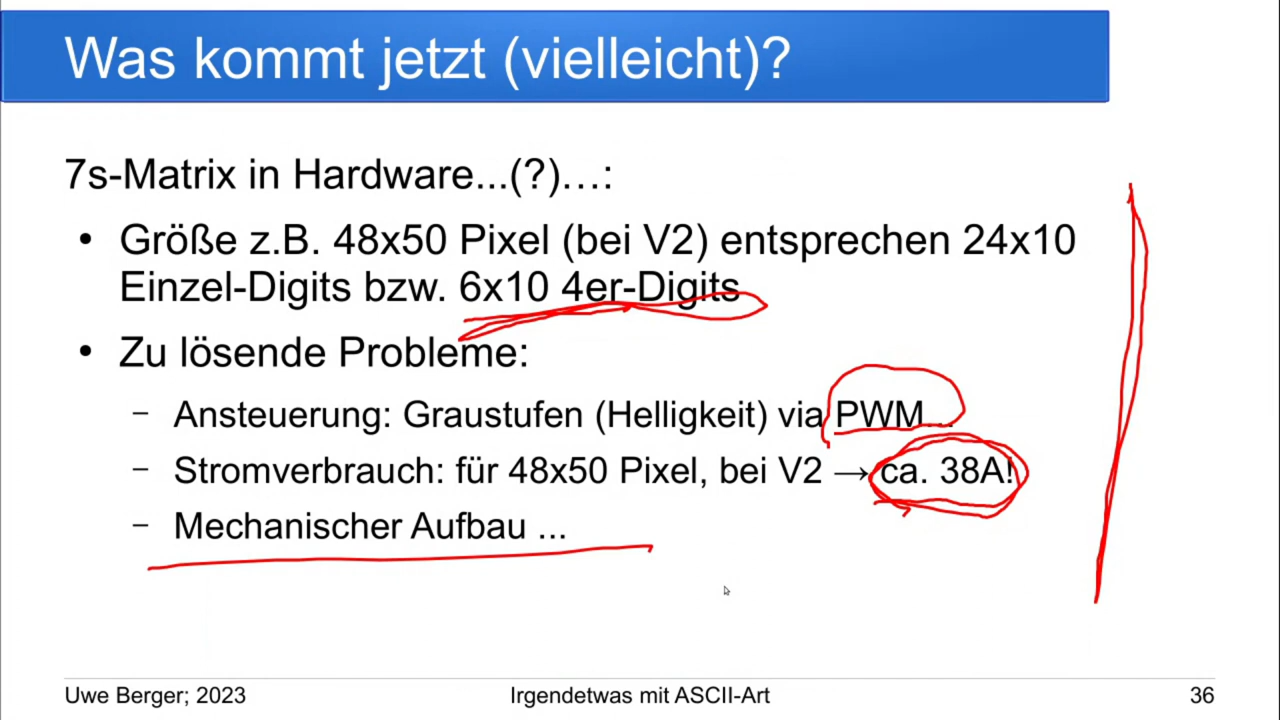 Was kommt jetzt (vielleicht)?
7s-Matrix in Hardware...(?)…:
• Größe z.B. 48x50 Pixel (bei V2) entsprechen 24x10
Einzel-Digits bzw. 6x10 4er-Digits
• Zu lösende Probleme:
– Ansteuerung: Graustufen (Helligkeit) via PWM...
– Stromverbrauch: für 48x50 Pixel, bei V2 → ca. 38A!
– Mechanischer Aufbau ...
Uwe Berger; 2023 Irgendetwas mit ASCII-Art 36